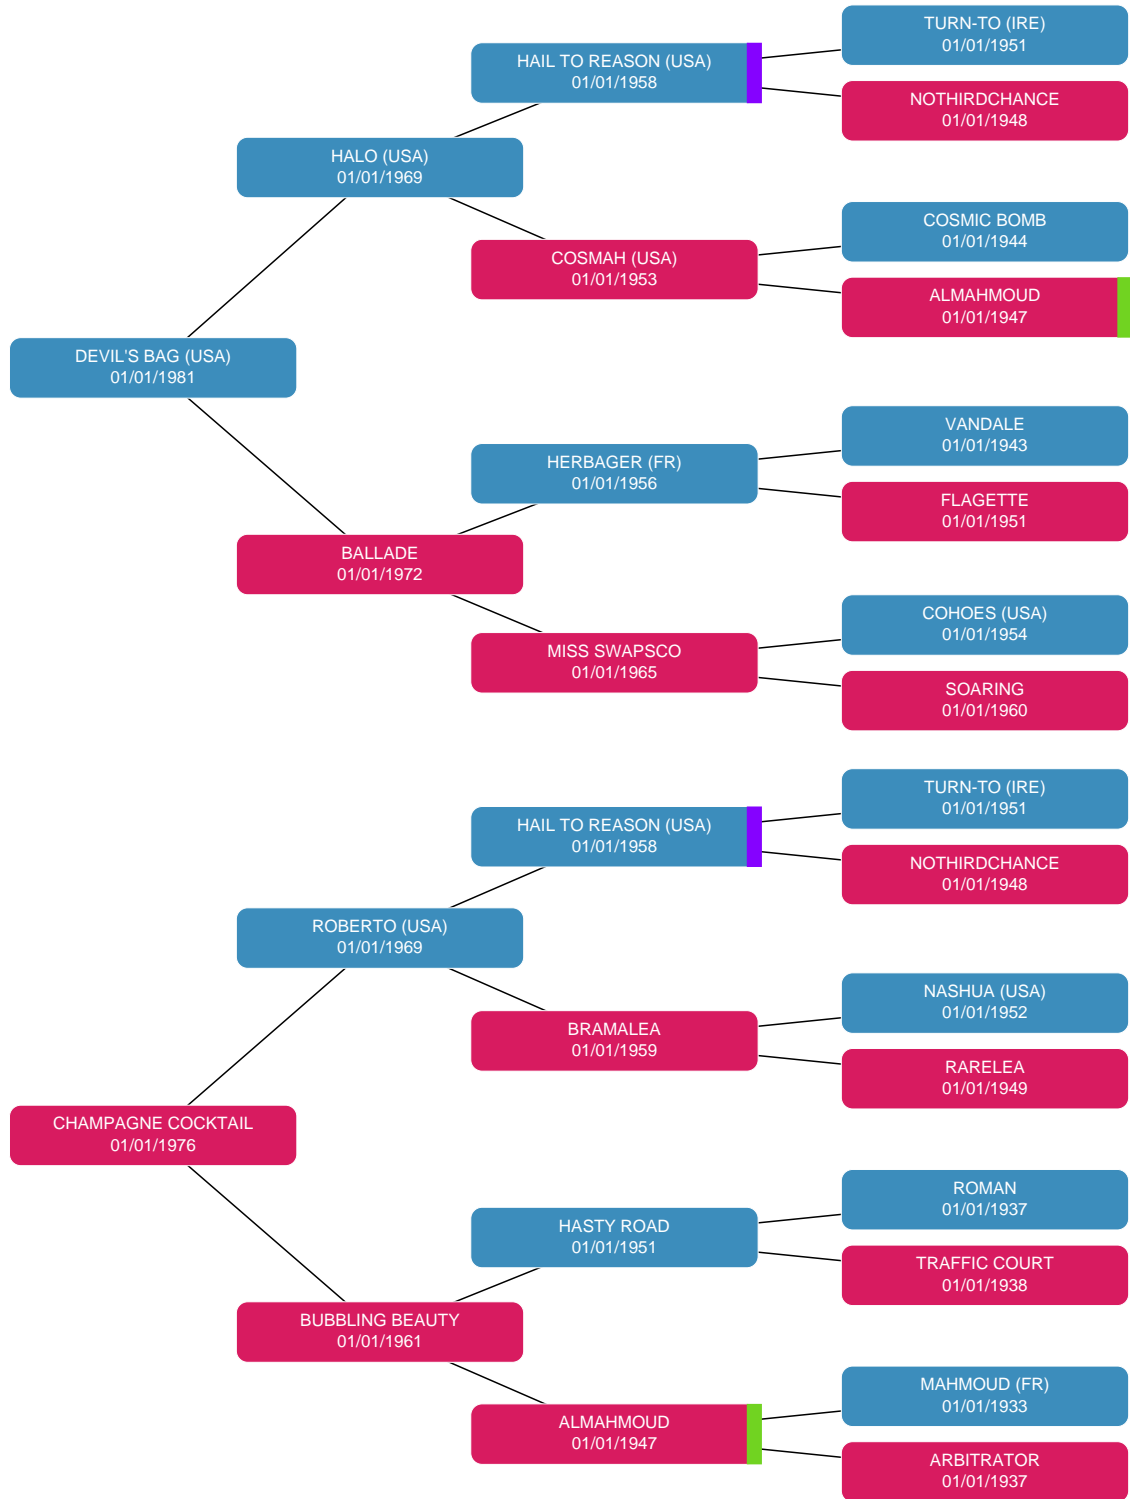 TURN-TO (IRE)
01/01/1951
HAIL TO REASON (USA)
01/01/1958
NOTHIRDCHANCE
01/01/1948
HALO (USA)
01/01/1969
COSMIC BOMB
01/01/1944
COSMAH (USA)
01/01/1953
ALMAHMOUD
01/01/1947
DEVIL'S BAG (USA)
01/01/1981
VANDALE
01/01/1943
HERBAGER (FR)
01/01/1956
FLAGETTE
01/01/1951
BALLADE
01/01/1972
COHOES (USA)
01/01/1954
MISS SWAPSCO
01/01/1965
SOARING
01/01/1960
TURN-TO (IRE)
01/01/1951
HAIL TO REASON (USA)
01/01/1958
NOTHIRDCHANCE
01/01/1948
ROBERTO (USA)
01/01/1969
NASHUA (USA)
01/01/1952
BRAMALEA
01/01/1959
RARELEA
01/01/1949
CHAMPAGNE COCKTAIL
01/01/1976
ROMAN
01/01/1937
HASTY ROAD
01/01/1951
TRAFFIC COURT
01/01/1938
BUBBLING BEAUTY
01/01/1961
MAHMOUD (FR)
01/01/1933
ALMAHMOUD
01/01/1947
ARBITRATOR
01/01/1937